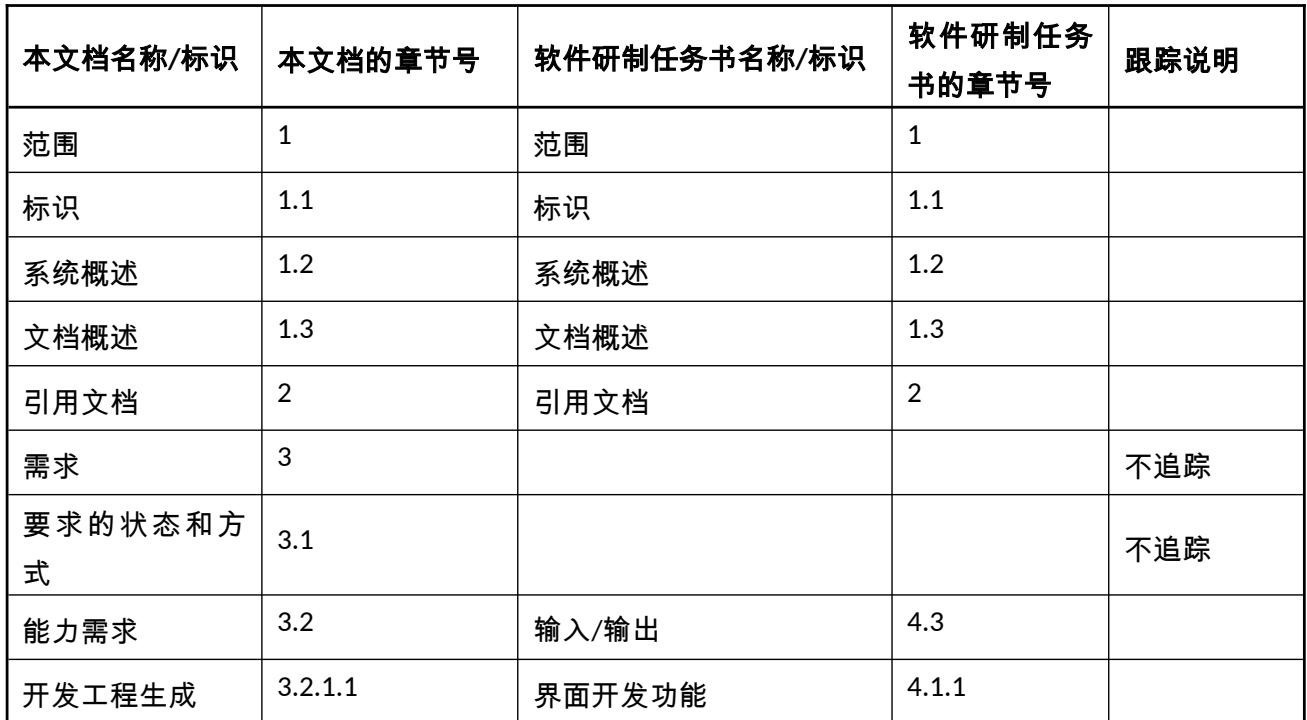 本文档名称/标识 本文档的章节号 软件研制任务书名称/标识 软件研制任务书的章节号 跟踪说明
范围 1 范围 1
标识 1.1 标识 1.1
系统概述 1.2 系统概述 1.2
文档概述 1.3 文档概述 1.3
引用文档 2 引用文档 2
需求 3 不追踪
要求的状态和方式 3.1 不追踪
能力需求 3.2 输入/输出 4.3
开发工程生成 3.2.1.1 界面开发功能 4.1.1